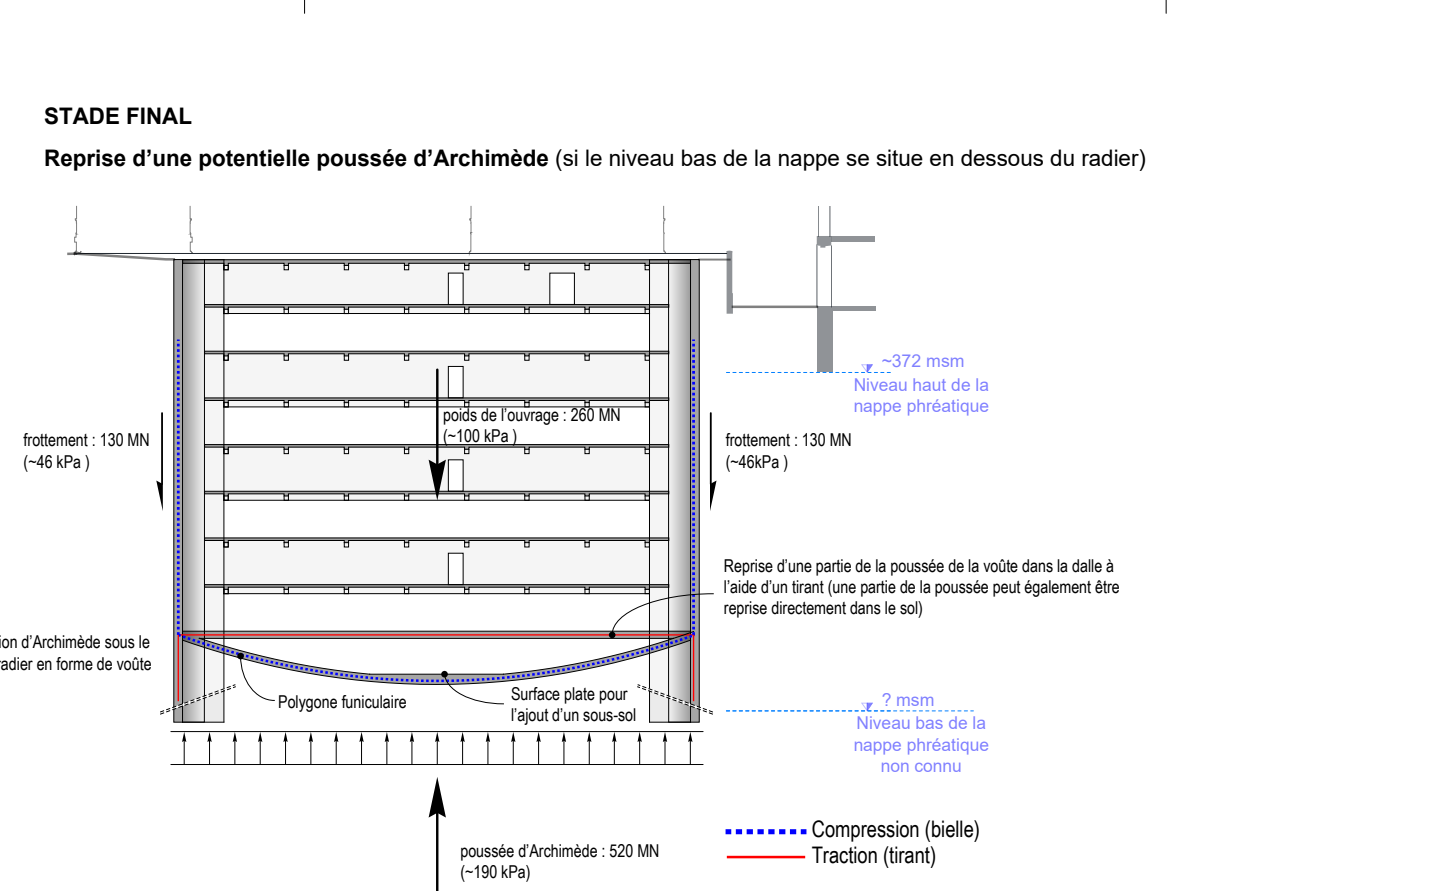 STADE FINAL
Reprise d’une potentielle poussée d’Archimède (si le niveau bas de la nappe se situe en dessous du radier)
~372 msm
Niveau haut de la
nappe phréatique
poids de l’ouvrage : 260 MN
(~100 kPa )
frottement : 130 MN
(~46 kPa )
frottement : 130 MN
(~46kPa )
Reprise d’une partie de la poussée de la voûte dans la dalle à
l’aide d’un tirant (une partie de la poussée peut également être
reprise directement dans le sol)
d’Archimède sous le
radier en forme de voûte
Polygone funiculaire
Surface plate pour
l’ajout d’un sous-sol
? msm
Niveau bas de la
nappe phréatique
non connu
Compression (bielle)
Traction (tirant)
poussée d’Archimède : 520 MN
(~190 kPa)